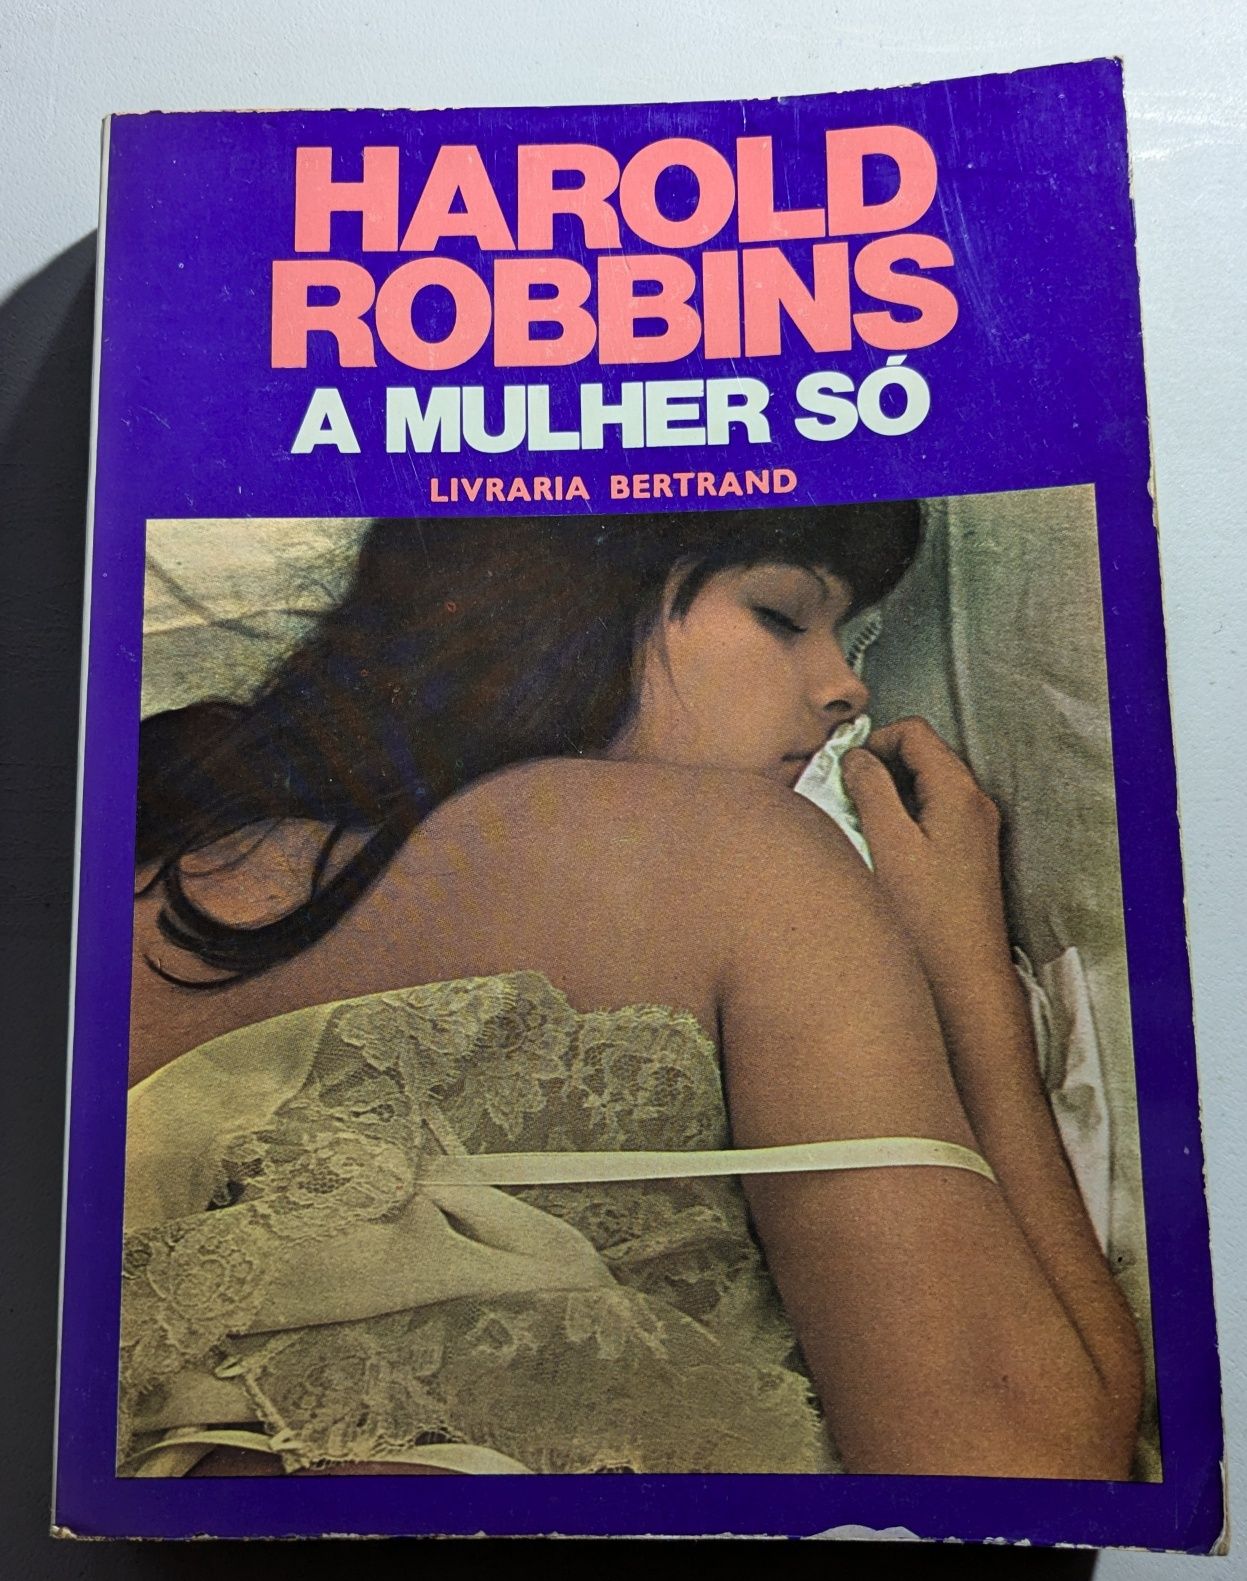 HAROLD
ROBBINS
A MULHER SÓ
LIVRARIA BERTRAND